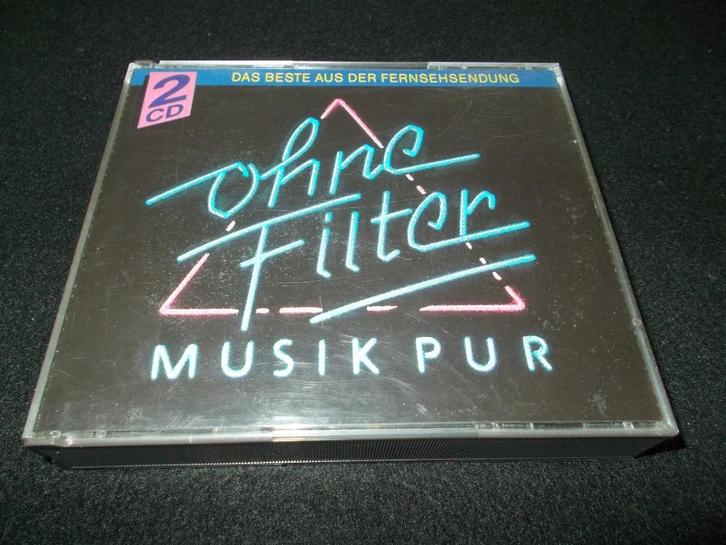 2
CD
DAS BESTE AUS DER FERNSEHSENDUNG
ohne
Filter
MUSIK PUR